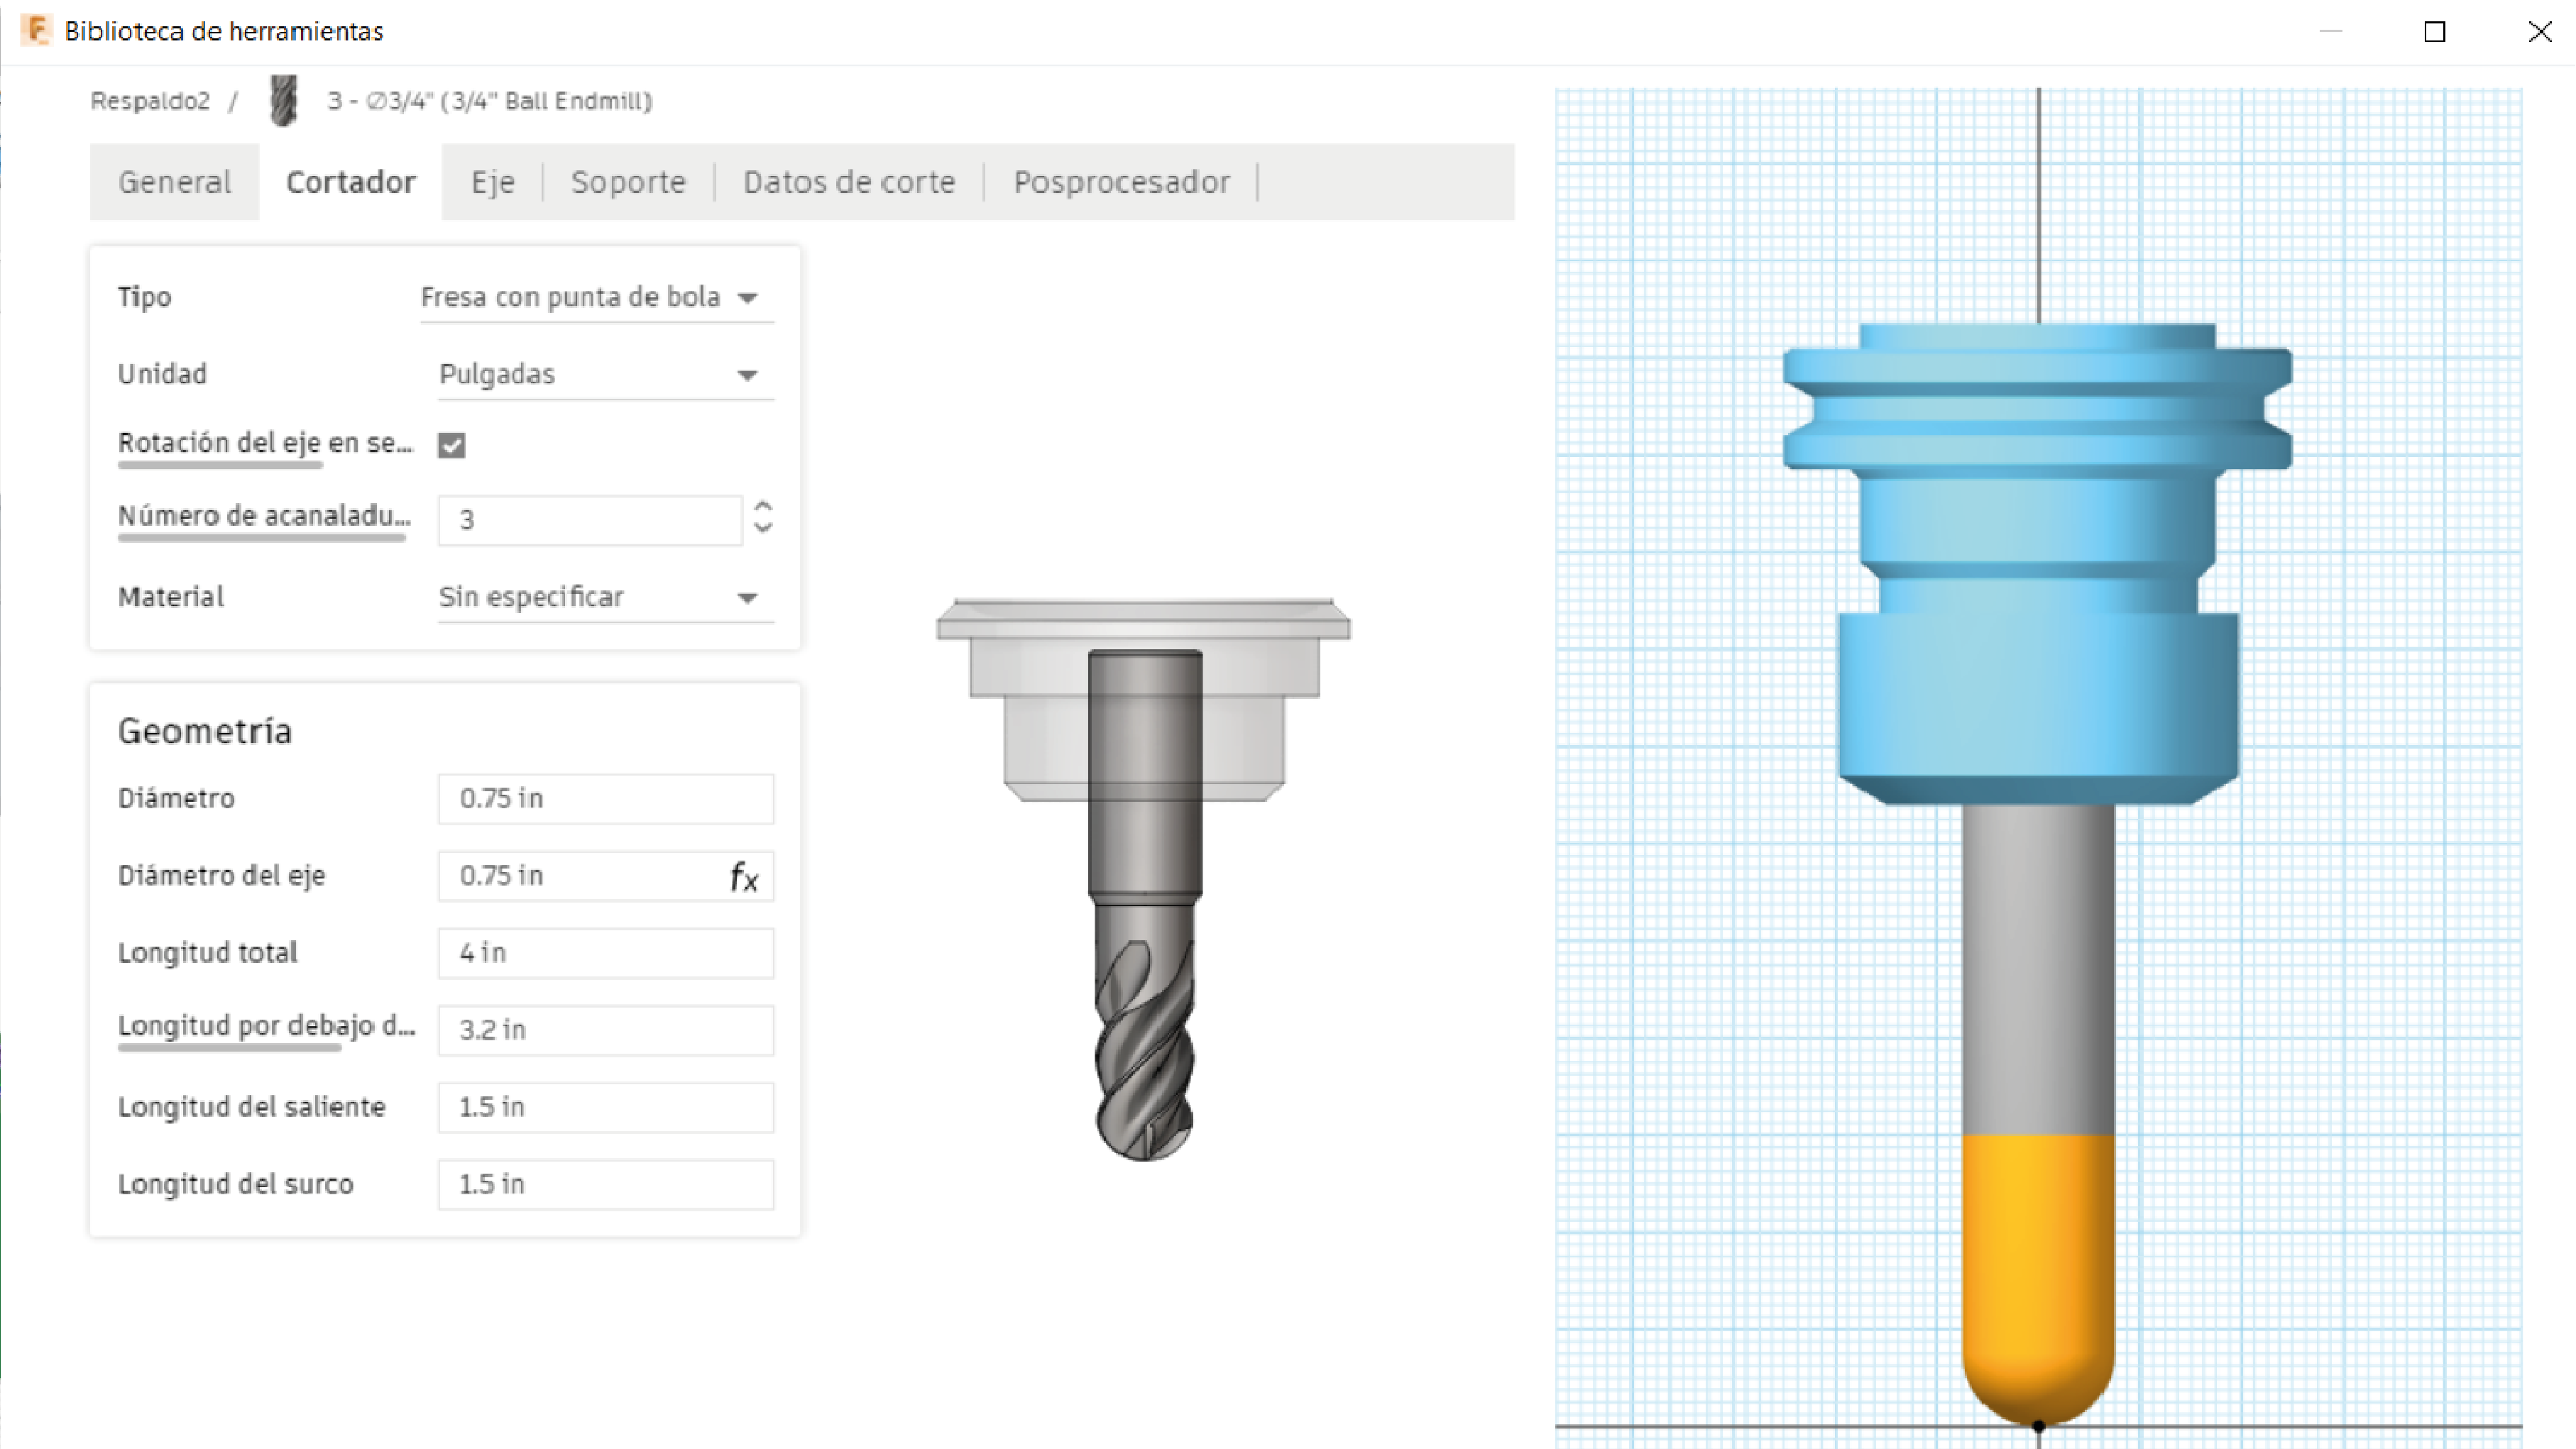 Biblioteca de herramientas
Respaldo2 / 3 - ∅3/4" (3/4" Ball Endmill)
General Cortador Eje Soporte Datos de corte Posprocesador
Tipo Fresa con punta de bola
Unidad Pulgadas
Rotación del eje en se...
Número de acanaladu... 3
Material Sin especificar
Geometría
Diámetro 0.75 in
Diámetro del eje 0.75 in fx
Longitud total 4 in
Longitud por debajo d... 3.2 in
Longitud del saliente 1.5 in
Longitud del surco 1.5 in